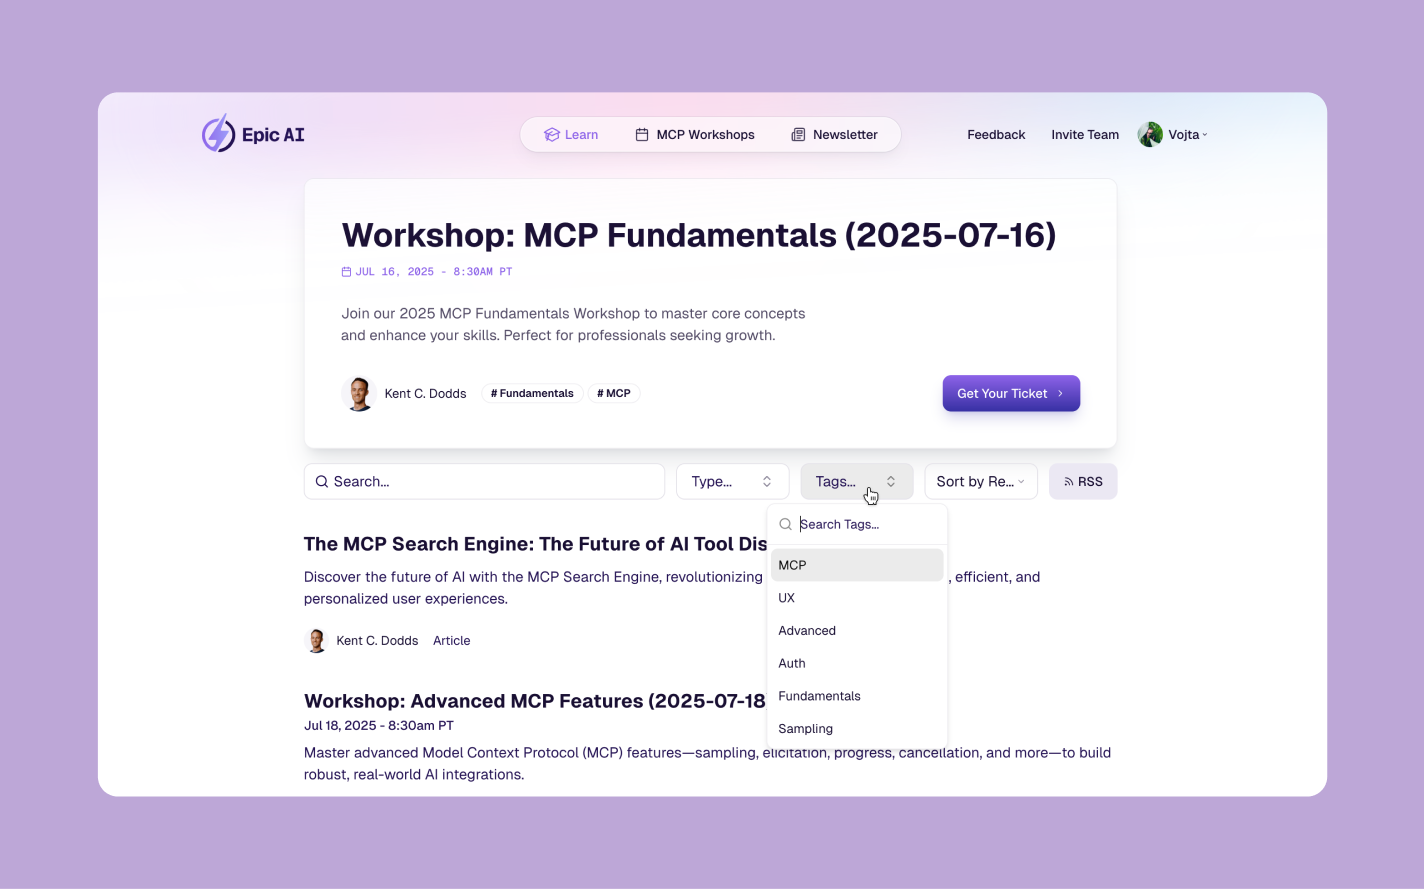 Epic AI
Learn
MCP Workshops
Newsletter
Feedback
Invite Team
Vojta
Workshop: MCP Fundamentals (2025-07-16)
JUL 16, 2025 - 8:30AM PT
Join our 2025 MCP Fundamentals Workshop to master core concepts
and enhance your skills. Perfect for professionals seeking growth.
Kent C. Dodds
# Fundamentals
# MCP
Get Your Ticket
Search...
Type...
Tags...
Sort by Re...
RSS
Search Tags...
MCP
UX
Advanced
Auth
Fundamentals
Sampling
The MCP Search Engine: The Future of AI Tool Dis
Discover the future of AI with the MCP Search Engine, revolutionizing , efficient, and
personalized user experiences.
Kent C. Dodds
Article
Workshop: Advanced MCP Features (2025-07-18
Jul 18, 2025 - 8:30am PT
Master advanced Model Context Protocol (MCP) features—sampling, elicitation, progress, cancellation, and more—to build
robust, real-world AI integrations.